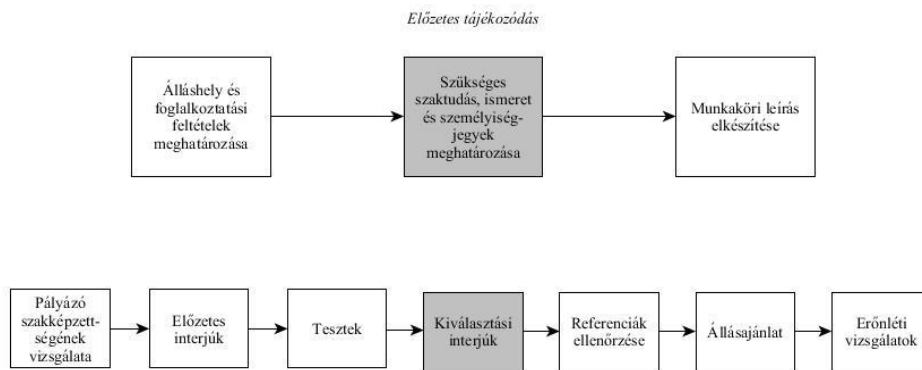 Előzetes tájékozódás
Álláshely és
foglalkoztatási
feltételek
meghatározása
Szükséges
szaktudás, ismeret
és személyiség-
jegyek
meghatározása
Munkaköri leírás
elkészítése
Pályázó
szakképzett-
ségének
vizsgálata
Előzetes
interjúk
Tesztek
Kiválasztási
interjúk
Referenciák
ellenőrzése
Állásajánlat
Erőnléti
vizsgálatok